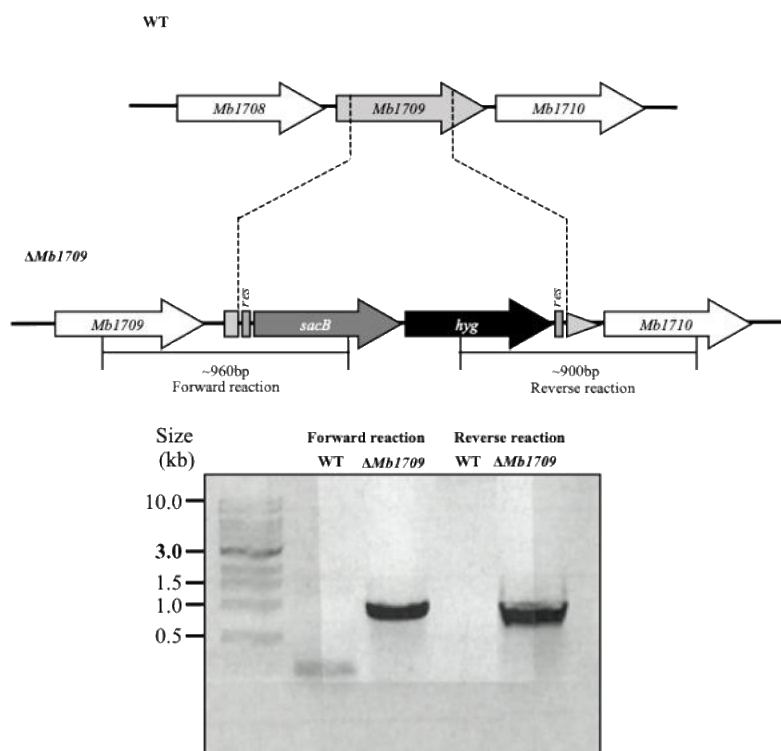 WT
Mb1708 Mb1709 Mb1710
ΔMb1709
res res
Mb1709 sacB hyg Mb1710
~960bp ~900bp
Forward reaction Reverse reaction
Size Forward reaction Reverse reaction
(kb) WT ΔMb1709 WT ΔMb1709
10.0
3.0
1.5
1.0
0.5